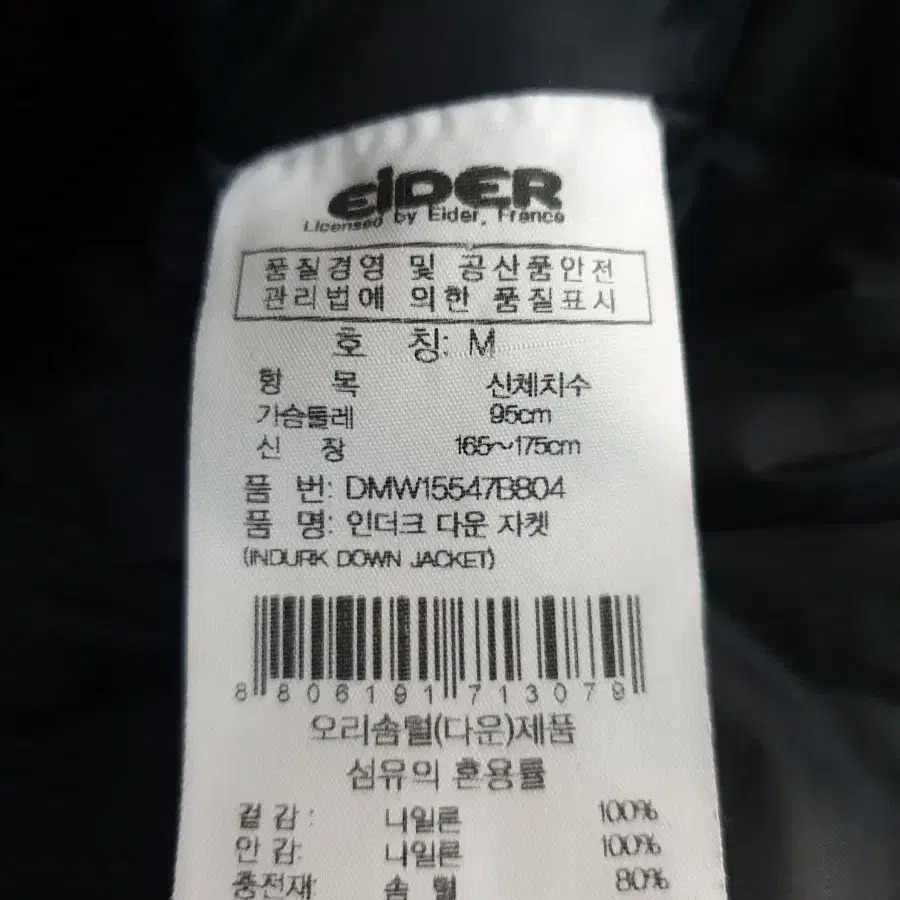 EiDER
Licensed by Eider, France
품질경영 및 공산품안전
관리법에 의한 품질표시
호 칭: M
항 목 신체치수
가슴둘레 95cm
신 장 165~175cm
품 번: DMW15547B804
품 명: 인더크 다운 자켓
(INDURK DOWN JACKET)
8 806191 713079
오리솜털(다운)제품
섬유의 혼용률
겉감: 나일론 100%
안감: 나일론 100%
충전재: 솜 털 80%